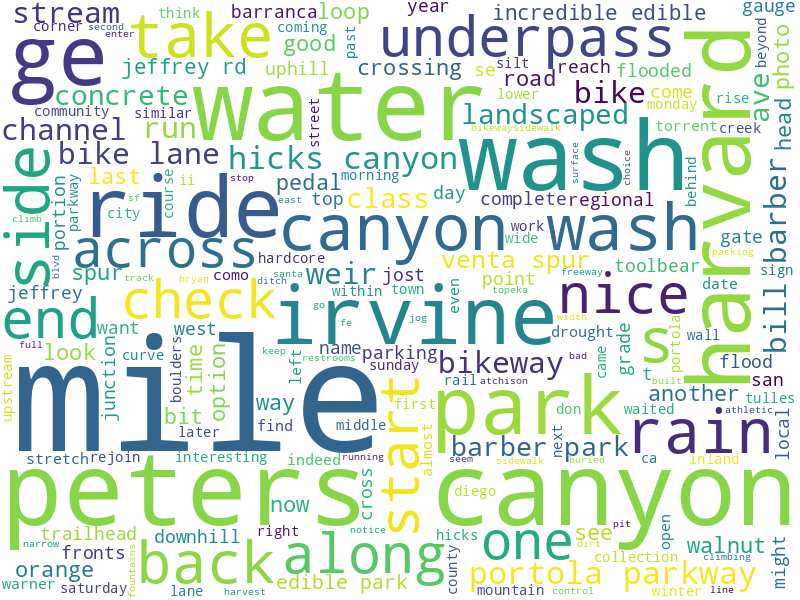 stream
corner
second
enter
think
coming
take
past
barranca
loop
good
year
incredible edible
gauge
underpass
ge
jeffrey rd
uphill
crossing
se
silt
road
reach
flooded
lower
beyond
photo
concrete
community
similar
water
street
bike
come
monday
ave
rise
head
channel
run
landscaped
torrent
creek
bikewaysidewalk
harvard
bike lane
hicks canyon
wash
surface
choice
behind
side
last
course
ii
morning
pedal
class
day
complete
regional
climb
portion
parkway
ride
sf
city
stop
east
top
canyon wash
work
wide
gate
bill barber
across
hardcore
venta spur
freeway
packing
blvd
spur
track
bryan
ditch
santa
como
weir
jost
point
toolbear
sign
jeffrey
check
irvine
within
town
even
nice
date
end
want
west
go
fe
topeka
jog
width
drought
grade
wall
portola
full
boulders
name
parking
bikeway
s
flood
look
junction
curve
time
option
keep
restrooms
left
sunday
rail
atchison
bad
came
t
built
san
upstream
mile
bit
way
start
first
park
another
tulles
later
find
middle
don
waited
athletic
local
stretch
rejoin
interesting
indeed
running
almost
barber park
next
rain
seem
sidewalk
buried
ca
inland
peters canyon
cross
diego
now
trailhead
downhill
right
notice
one
see
pit
open
walnut
might
fronts
narrow
orange
back
along
county
hicks
dirt
collection
climbing
warner
saturday
fountains
lane
harvest
edible park
mountain
portola parkway
control
winter
line